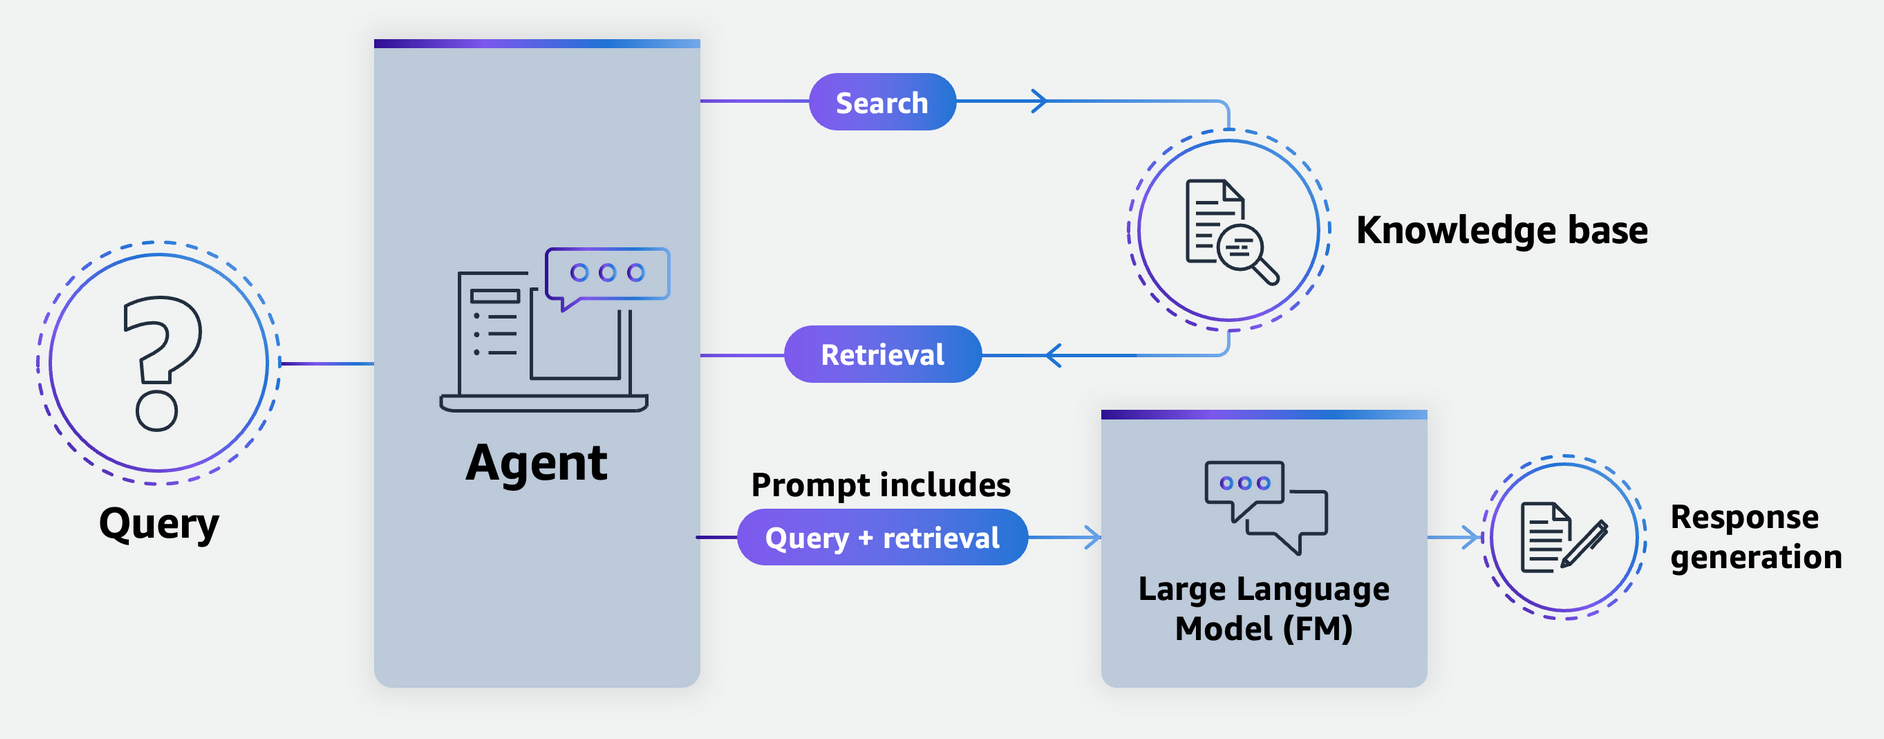 Search
Knowledge base
Retrieval
Agent
Query
Prompt includes
Query + retrieval
Large Language
Model (FM)
Response
generation